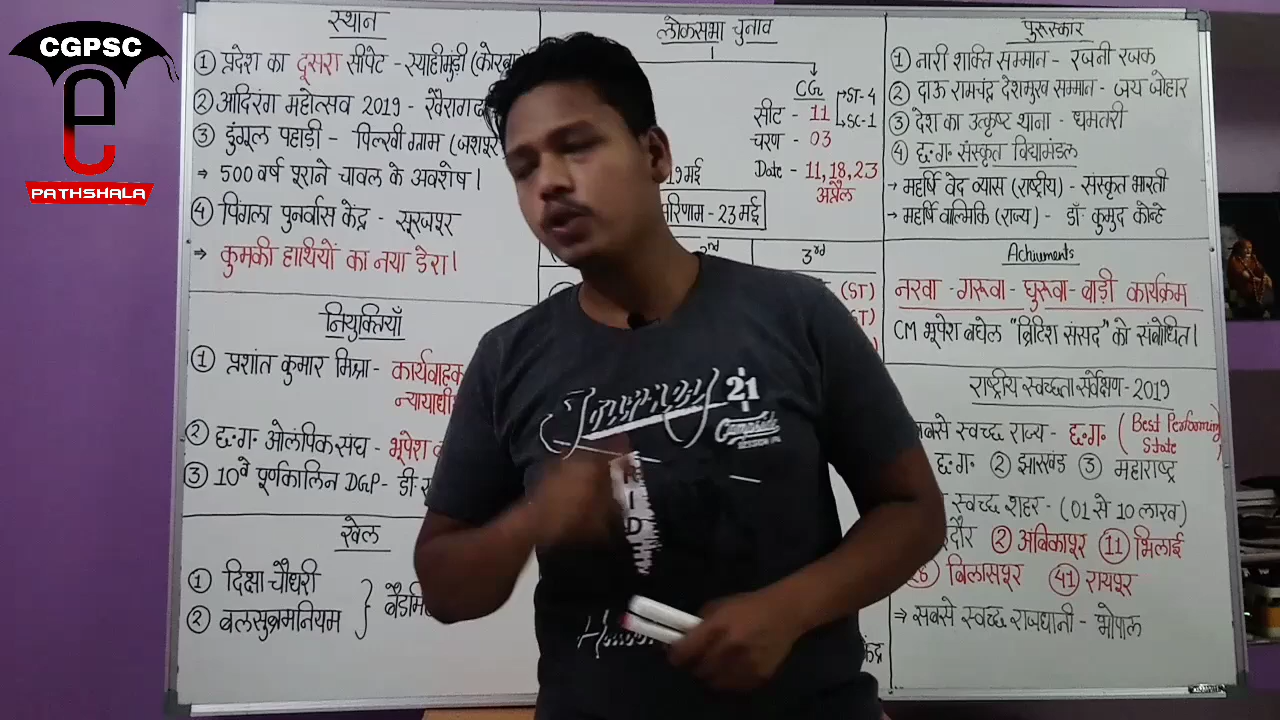 CGPSC
e
PATHSHALA
स्थान
① प्रदेश का दूसरा सीपेट - स्याहीमुंडी (कोरबा)
② आदिरंग महोत्सव 2019 -
③ डुंगूल पहाड़ी - पिल्खी ग्राम (जशपुर
→ 500 वर्ष पूराने चावल के अवशेष।
④ पिंगला पुनर्वास केंद्र - सूरजपूर
⇒ कुमकी हाथियों का नया डेरा।
नियुक्तियाँ
① प्रशांत कुमार मिश्रा - कार्यवाहक
② छ.ग. ओलंपिक संघ - भूपेश
③ 10वे पूर्णकालिन DGP - डी.
खेल
① दिक्षा चौधरी
② बलसुब्रमनियम
लोकसभा चुनाव
CG
सीट - 11
ST-4
SC-1
चरण - 03
Date - 11,18,23
अप्रैल
19 मई
परिणाम - 23 मई
2nd
3rd
(ST)
पुरूस्कार
① नारी शक्ति सम्मान - रजनी रजक
② दाऊ रामचंद्र देशमुख सम्मान - जय जोहार
③ देश का उत्कृष्ट थाना - धमतरी
④ छ.ग. संस्कृत विद्यामंडल
→ महर्षि वेद व्यास (राष्ट्रीय) - संस्कृत भारती
→ महर्षि वाल्मिकि (राज्य) - डॉ. कुमुद कान्हे
Achiuments
नरवा - गरूवा - घुरूवा - बाड़ी कार्यक्रम
CM भूपेश बघेल "ब्रिटिश संसद" को संबोधित।
राष्ट्रीय स्वच्छता सर्वेक्षण - 2019
सबसे स्वच्छ राज्य - छ.ग. (Best Performing State)
छ.ग. ② झारखंड ③ महाराष्ट्र
स्वच्छ शहर - (01 से 10 लाख)
इंदौर ② अंबिकापूर ⑪ भिलाई
बिलासपूर ㊶ रायपूर
⇒ सबसे स्वच्छ राजधानी - भोपाल
केंद्र
21
Campside
SESSION IPA